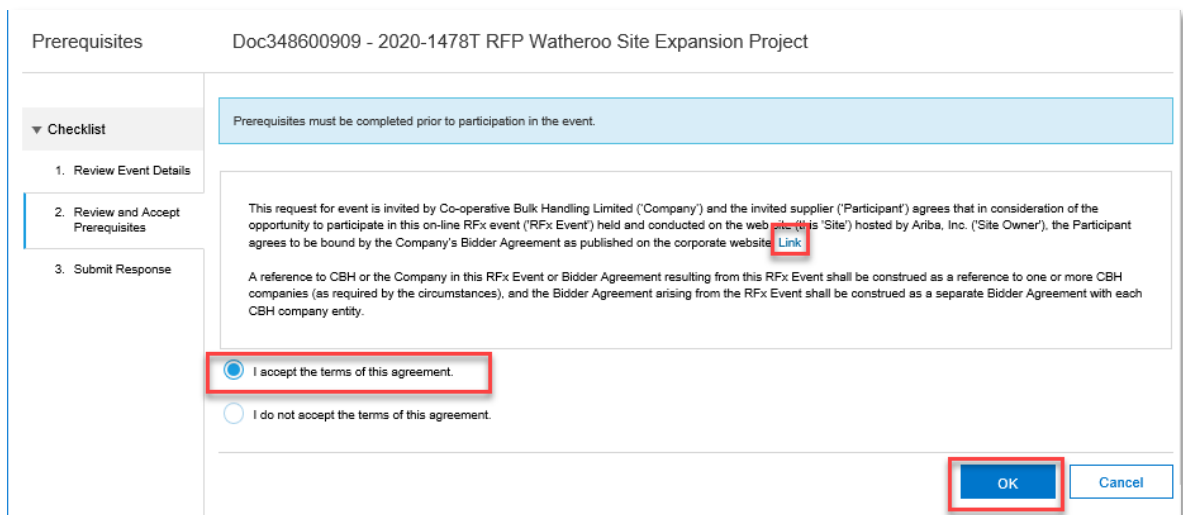 Prerequisites
Doc348600909 - 2020-1478T RFP Watheroo Site Expansion Project
▼ Checklist
1. Review Event Details
2. Review and Accept
Prerequisites
3. Submit Response
Prerequisites must be completed prior to participation in the event.
This request for event is invited by Co-operative Bulk Handling Limited ('Company') and the invited supplier ('Participant') agrees that in consideration of the
opportunity to participate in this on-line RFx event ('RFx Event') held and conducted on the web site (this 'Site') hosted by Ariba, Inc. ('Site Owner'), the Participant
agrees to be bound by the Company's Bidder Agreement as published on the corporate website Link
A reference to CBH or the Company in this RFx Event or Bidder Agreement resulting from this RFx Event shall be construed as a reference to one or more CBH
companies (as required by the circumstances), and the Bidder Agreement arising from the RFx Event shall be construed as a separate Bidder Agreement with each
CBH company entity.
I accept the terms of this agreement.
I do not accept the terms of this agreement.
OK
Cancel